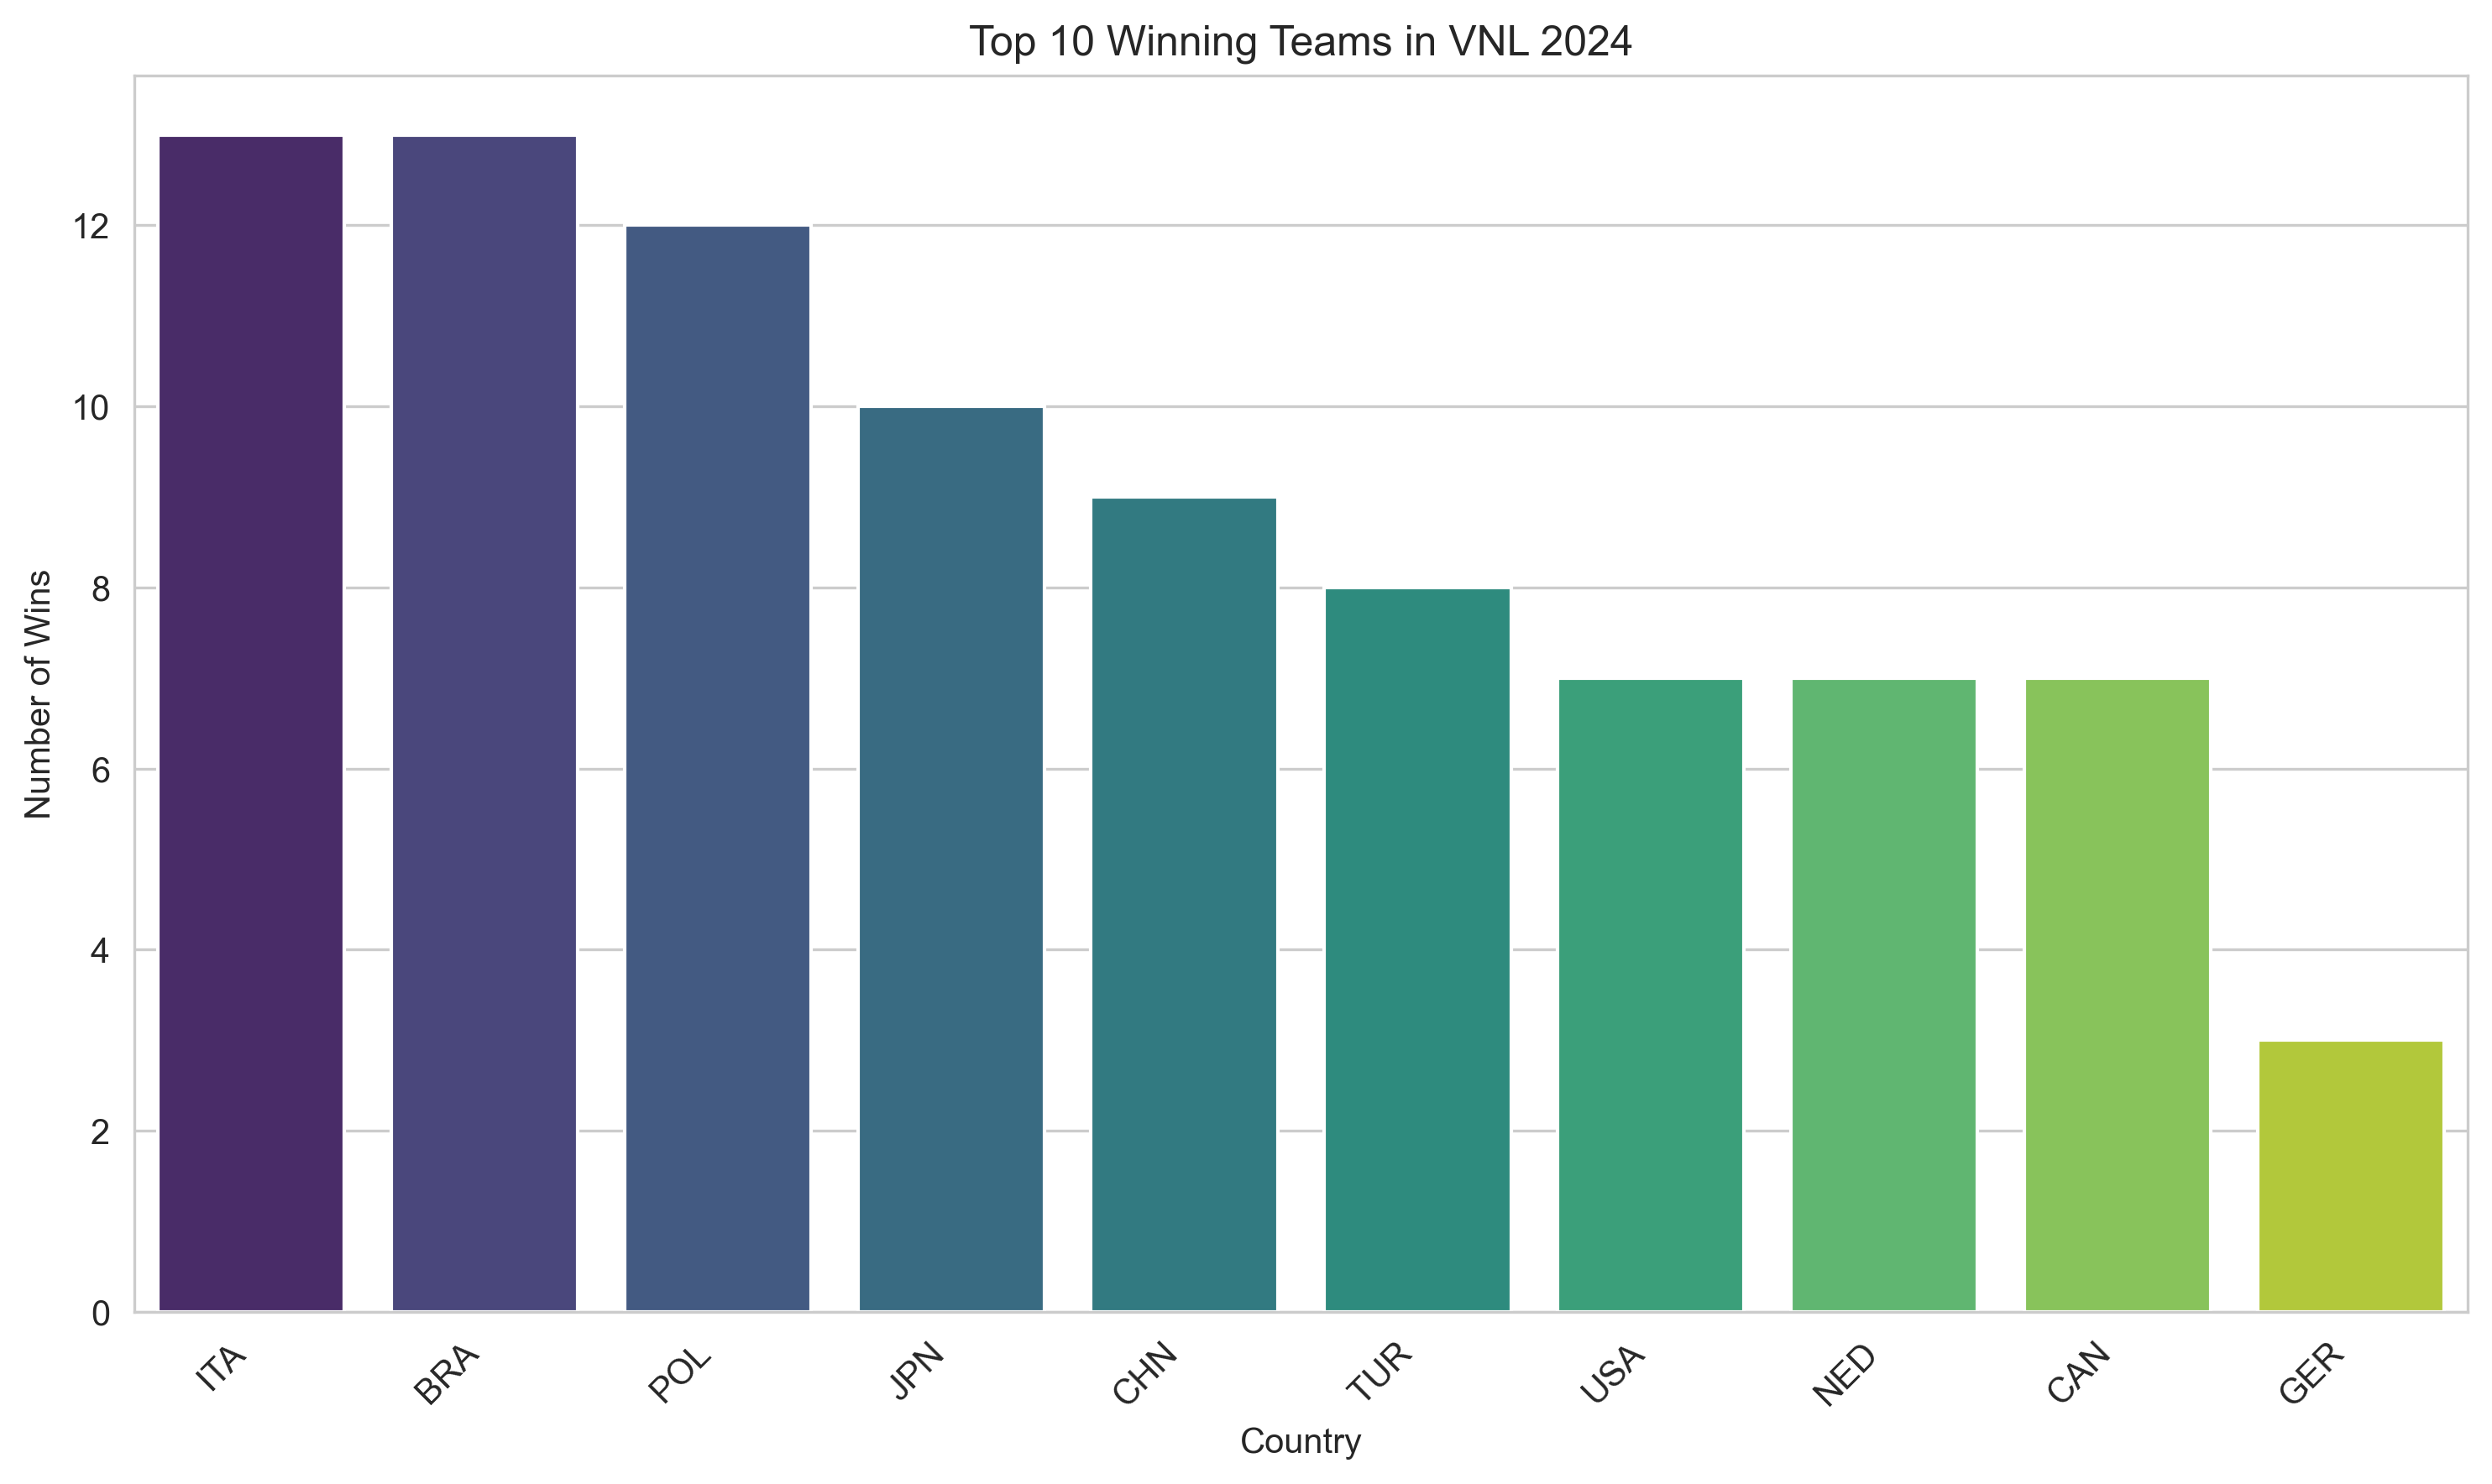 Top 10 Winning Teams in VNL 2024
Number of Wins
12
10
8
6
4
2
0
ITA
BRA
POL
JPN
CHN
TUR
USA
NED
CAN
GER
Country